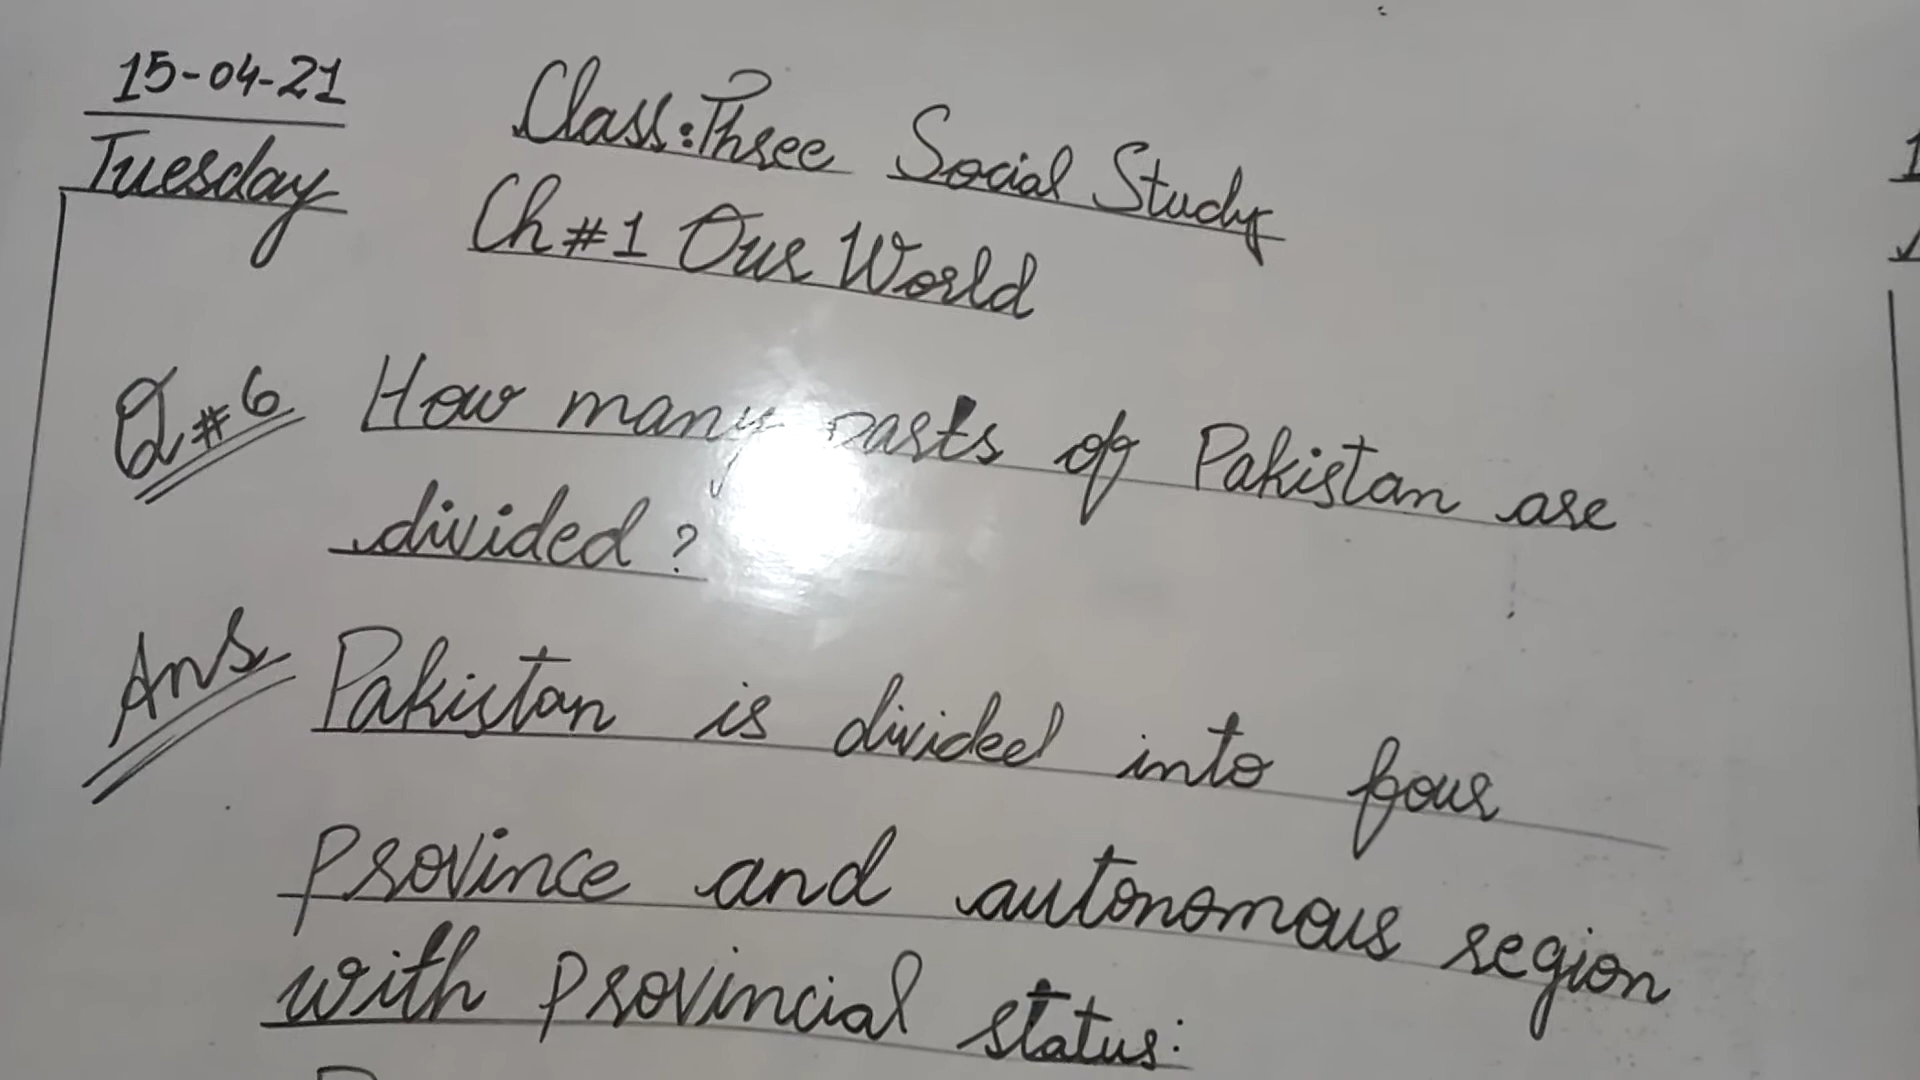 15-04-21
Tuesday
Class:Three Social Study
Ch#1 Our World
Q#6 How many parts of Pakistan are
divided?
Ans Pakistan is divided into four
province and autonomous region
with provincial status: